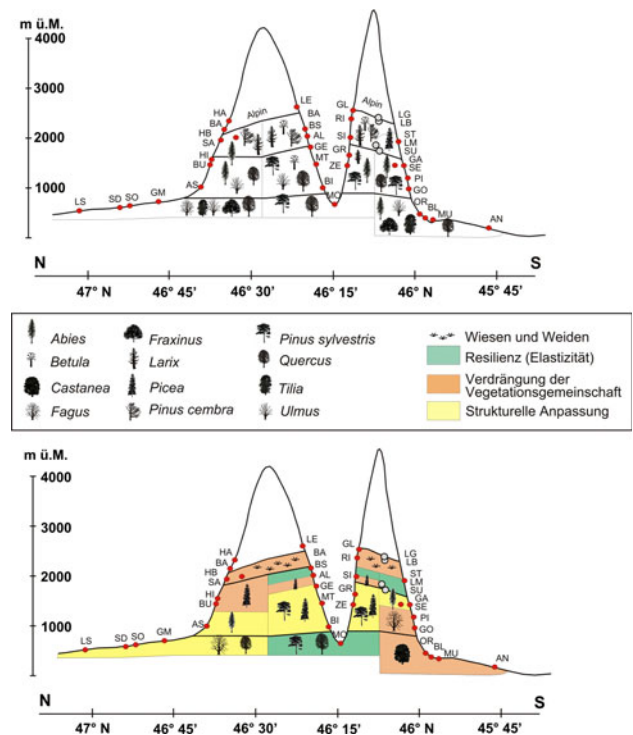 m ü.M.
4000
3000
2000
1000
HA
BA
HB
SA
HI
BU
AS
LS
SD
SO
GM
Alpin
LE
BA
BS
AL
GE
MT
BI
MO
GL
RI
SI
GR
ZE
Alpin
LG
LB
ST
LM
SU
GA
SE
PI
GO
OR
BL
MU
AN
N
S
47° N
46° 45'
46° 30'
46° 15'
46° N
45° 45'
Abies
Fraxinus
Pinus sylvestris
Wiesen und Weiden
Betula
Larix
Quercus
Resilienz (Elastizität)
Castanea
Picea
Tilia
Verdrängung der
Vegetationsgemeinschaft
Fagus
Pinus cembra
Ulmus
Strukturelle Anpassung
m ü.M.
4000
3000
2000
1000
HA
BA
HB
SA
HI
BU
AS
LS
SD
SO
GM
LE
BA
BS
AL
GE
MT
BI
MO
GL
RI
SI
GR
ZE
LG
LB
ST
LM
SU
GA
SE
PI
GO
OR
BL
MU
AN
N
S
47° N
46° 45'
46° 30'
46° 15'
46° N
45° 45'